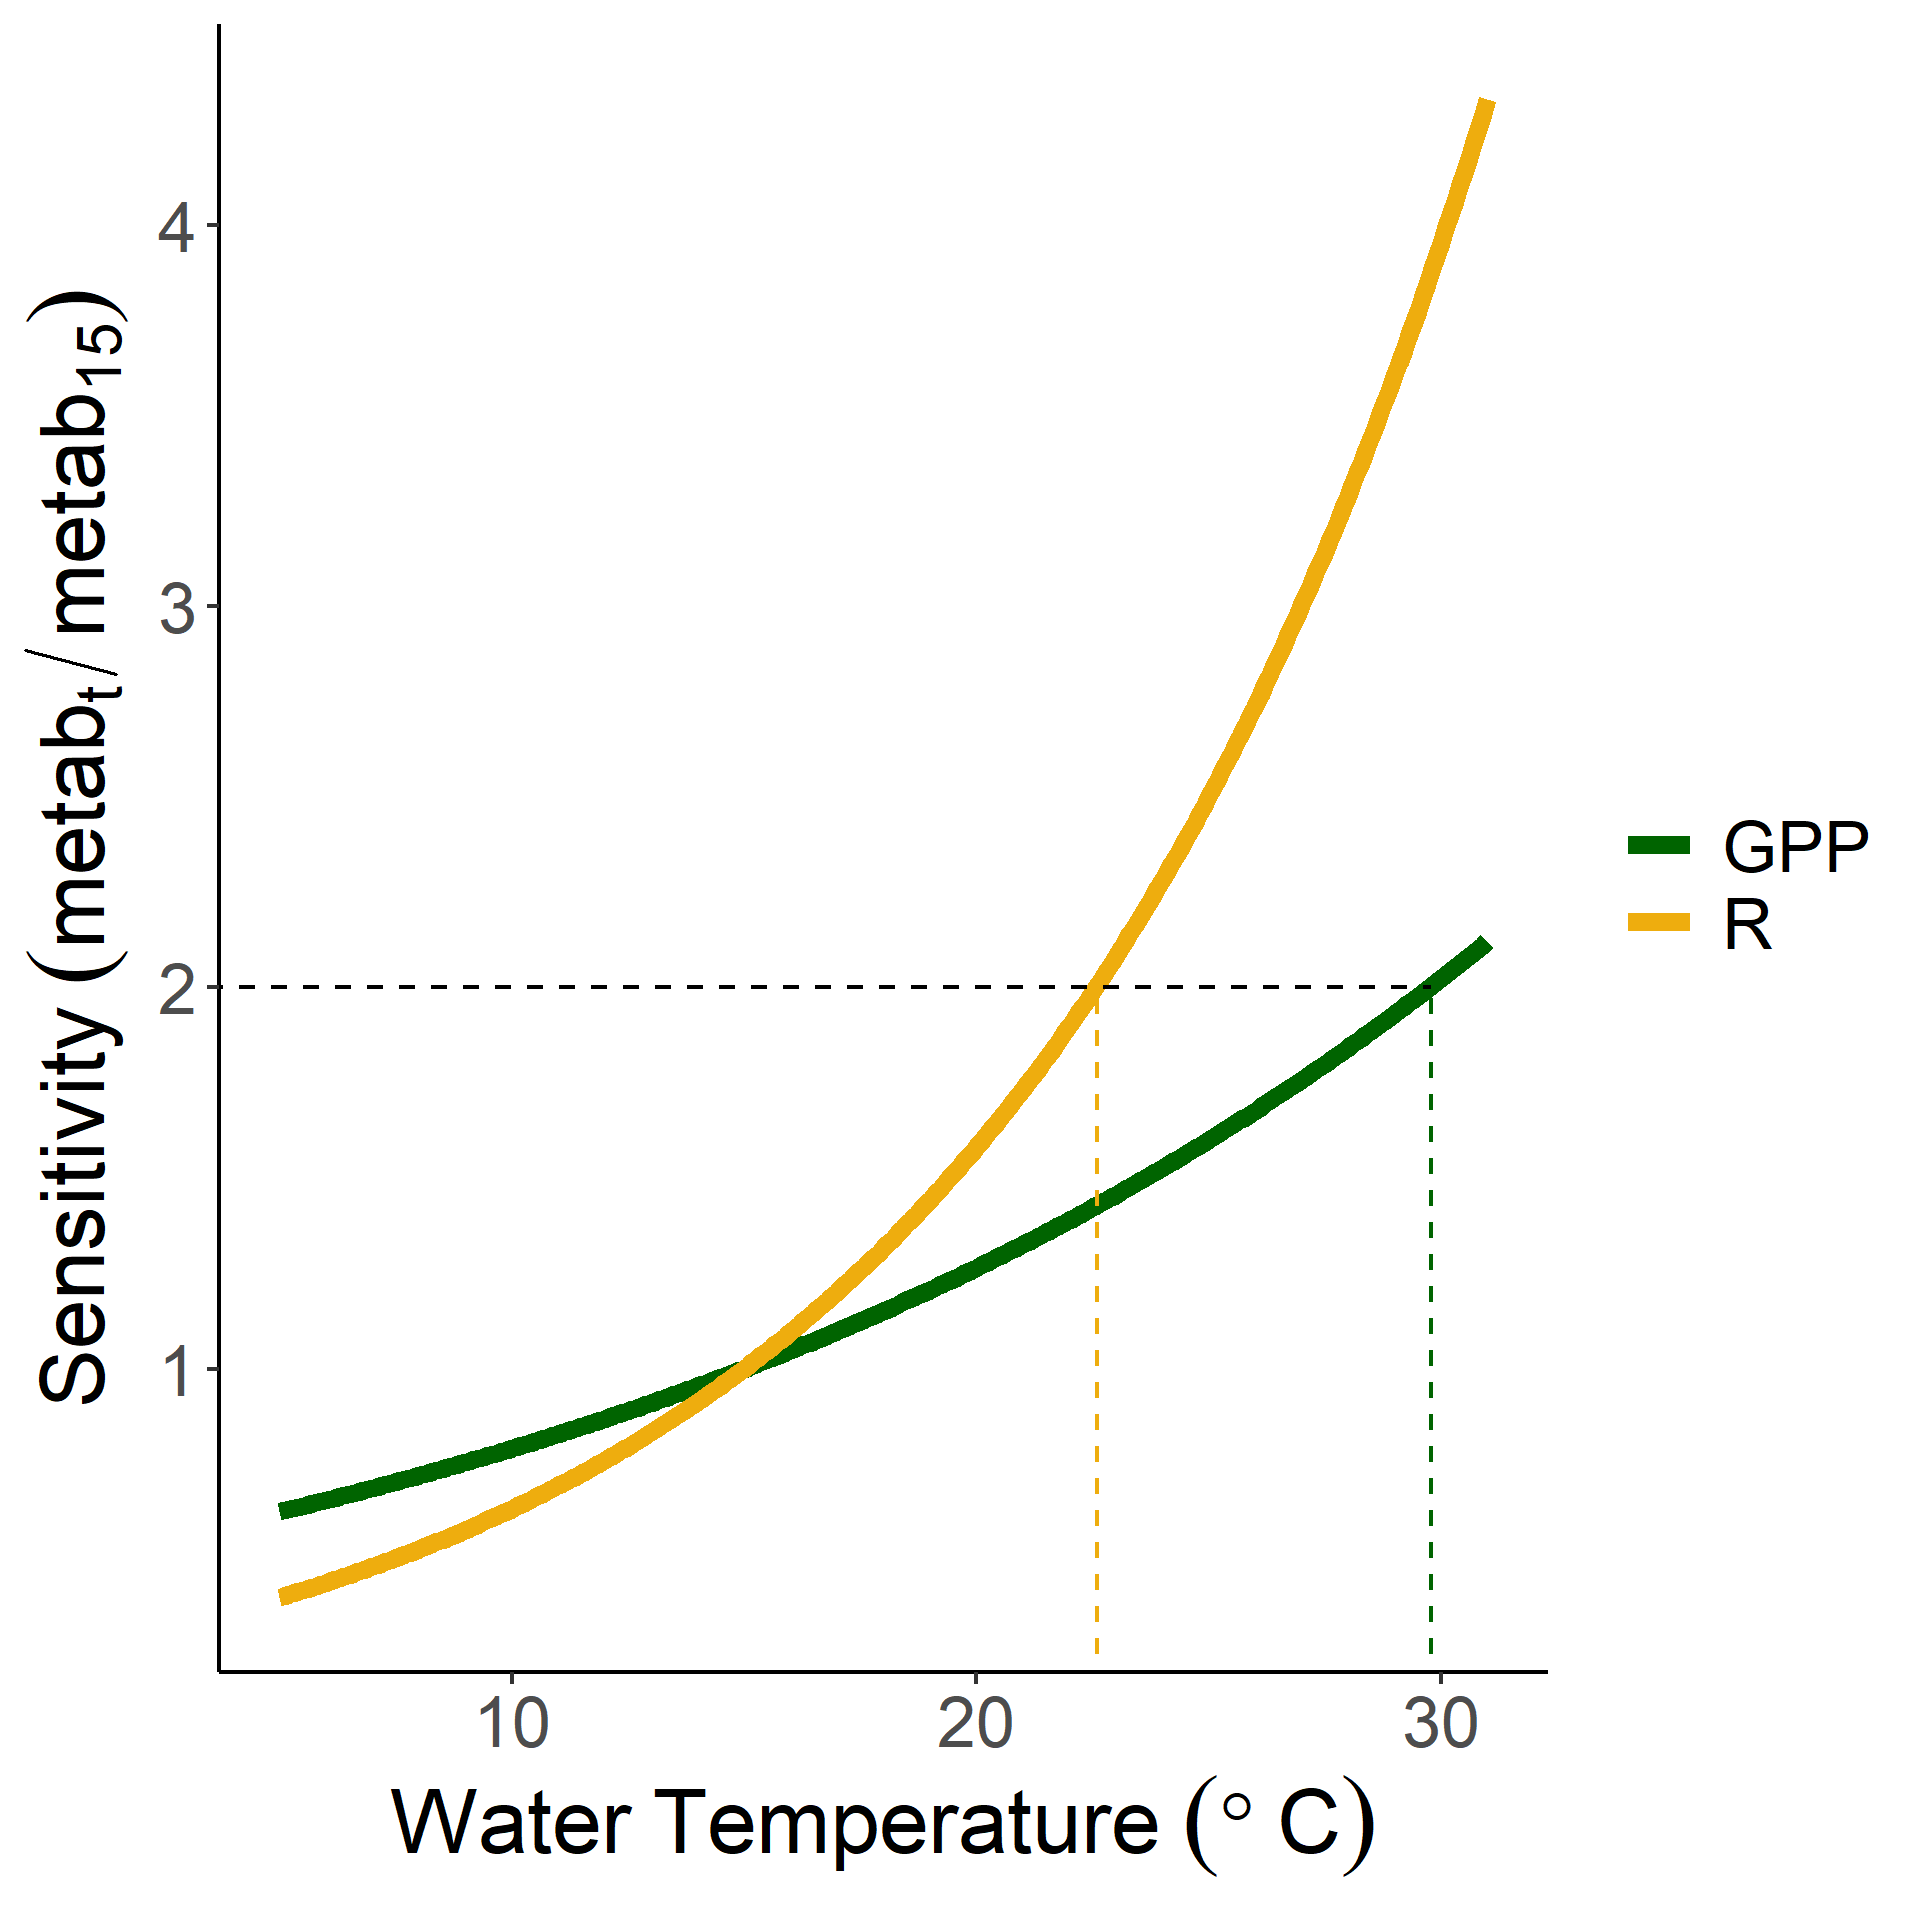 Sensitivity (metabₜ/ metab₁₅)
4
3
2
1
10 20 30
Water Temperature (° C)
GPP
R